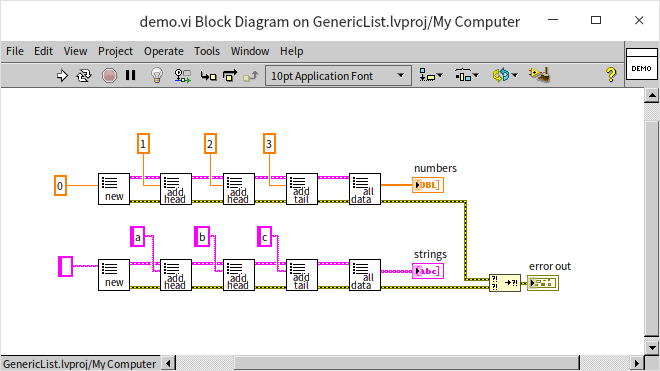 demo.vi Block Diagram on GenericList.lvproj/My Computer
File Edit View Project Operate Tools Window Help
10pt Application Font
?
DEMO
1 2 3
numbers
0
new
add head
add head
add tail
all data
DBL
a b c
strings
new
add head
add head
add tail
all data
abc
error out
?!
?!
?!
GenericList.lvproj/My Computer